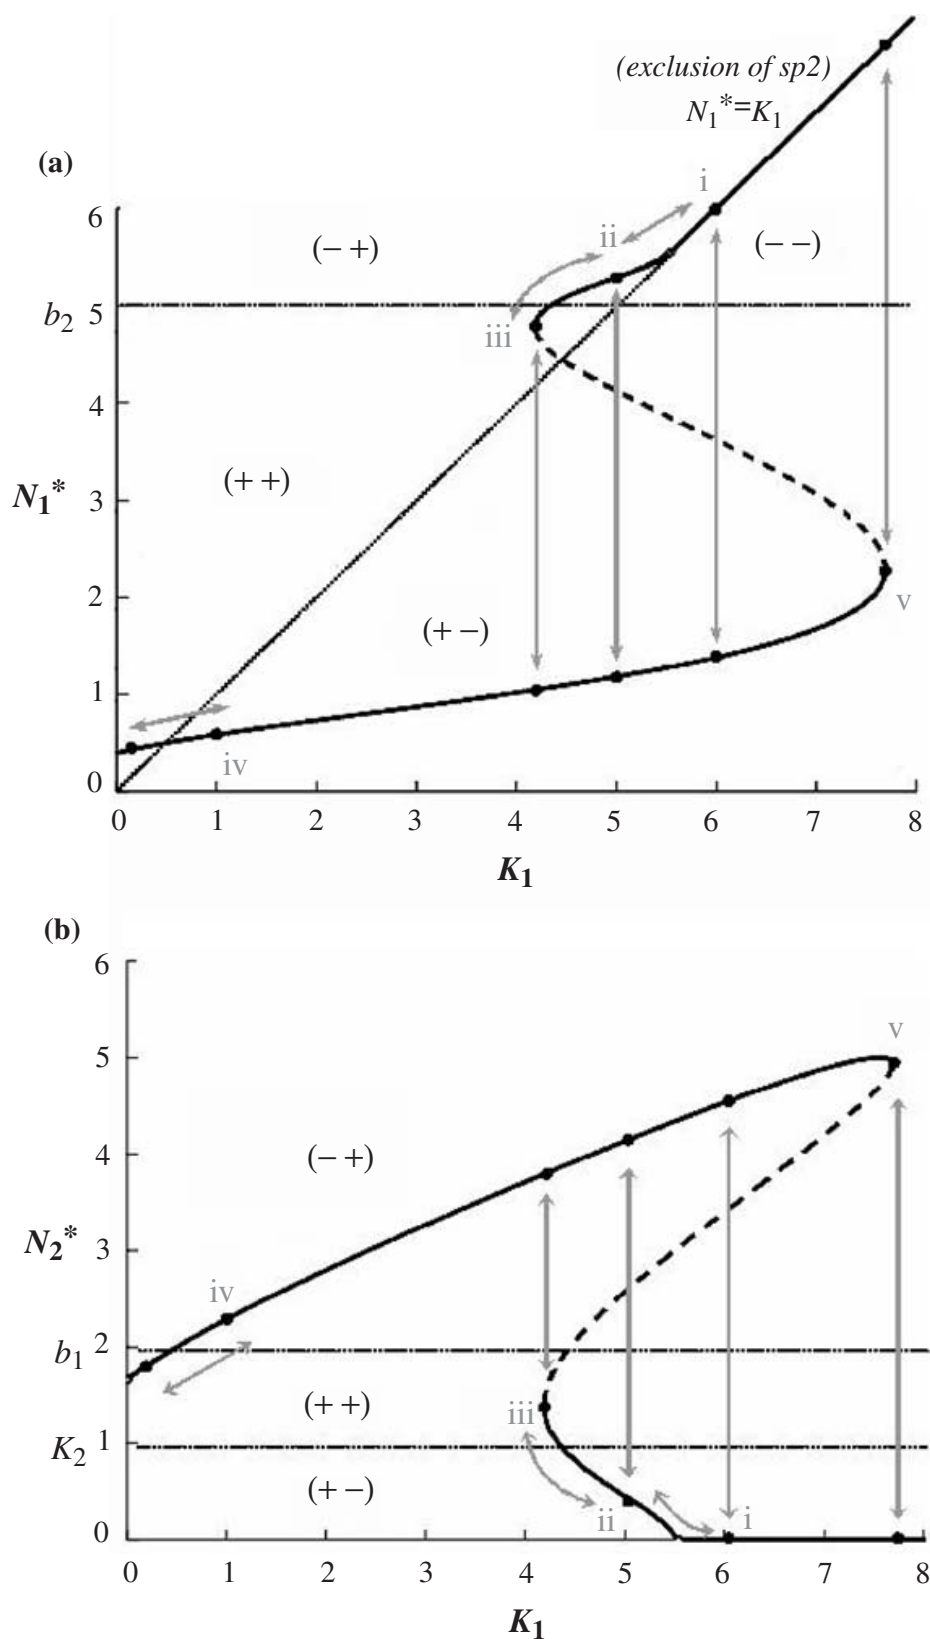 (exclusion of sp2)
N₁*=K₁
(a)
i
6
ii
(– +)
(– –)
b₂ 5
iii
4
(+ +)
N₁*
3
2
v
(+ –)
1
iv
0
0 1 2 3 4 5 6 7 8
K₁
(b)
6
v
5
(– +)
4
N₂*
3
iv
b₁ 2
(+ +)
iii
K₂ 1
(+ –)
ii
i
0
0 1 2 3 4 5 6 7 8
K₁